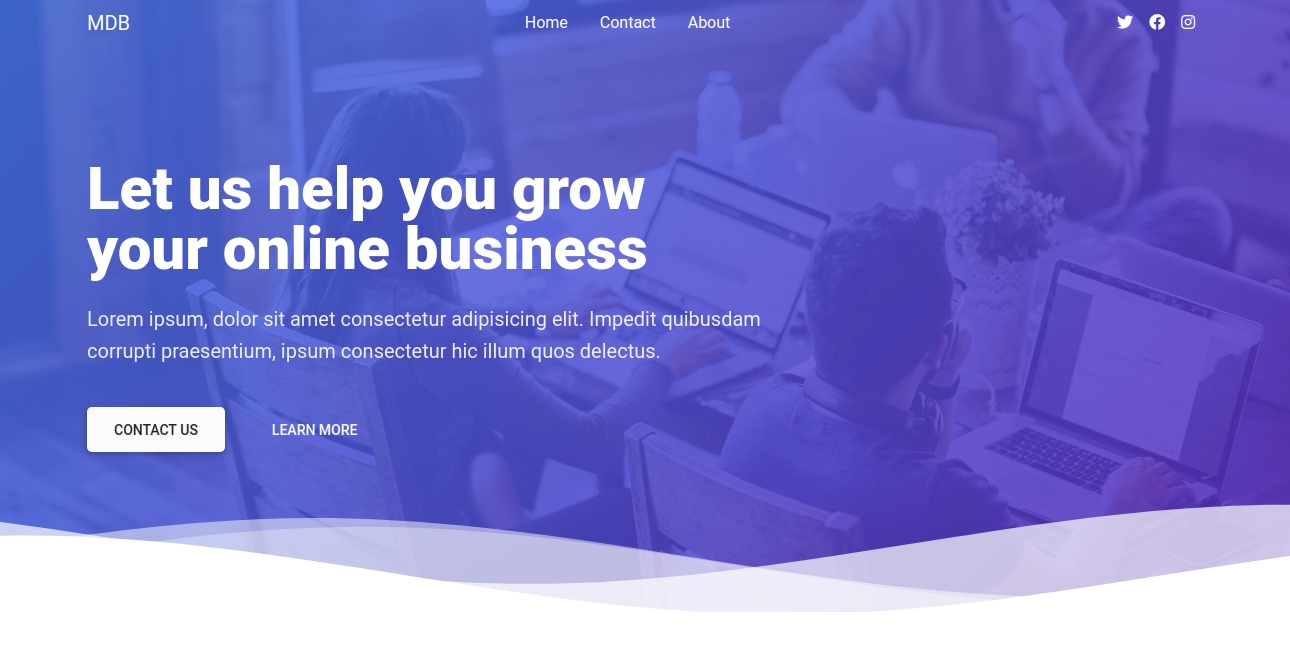 MDB
Home
Contact
About
Let us help you grow
your online business
Lorem ipsum, dolor sit amet consectetur adipisicing elit. Impedit quibusdam
corrupti praesentium, ipsum consectetur hic illum quos delectus.
CONTACT US
LEARN MORE